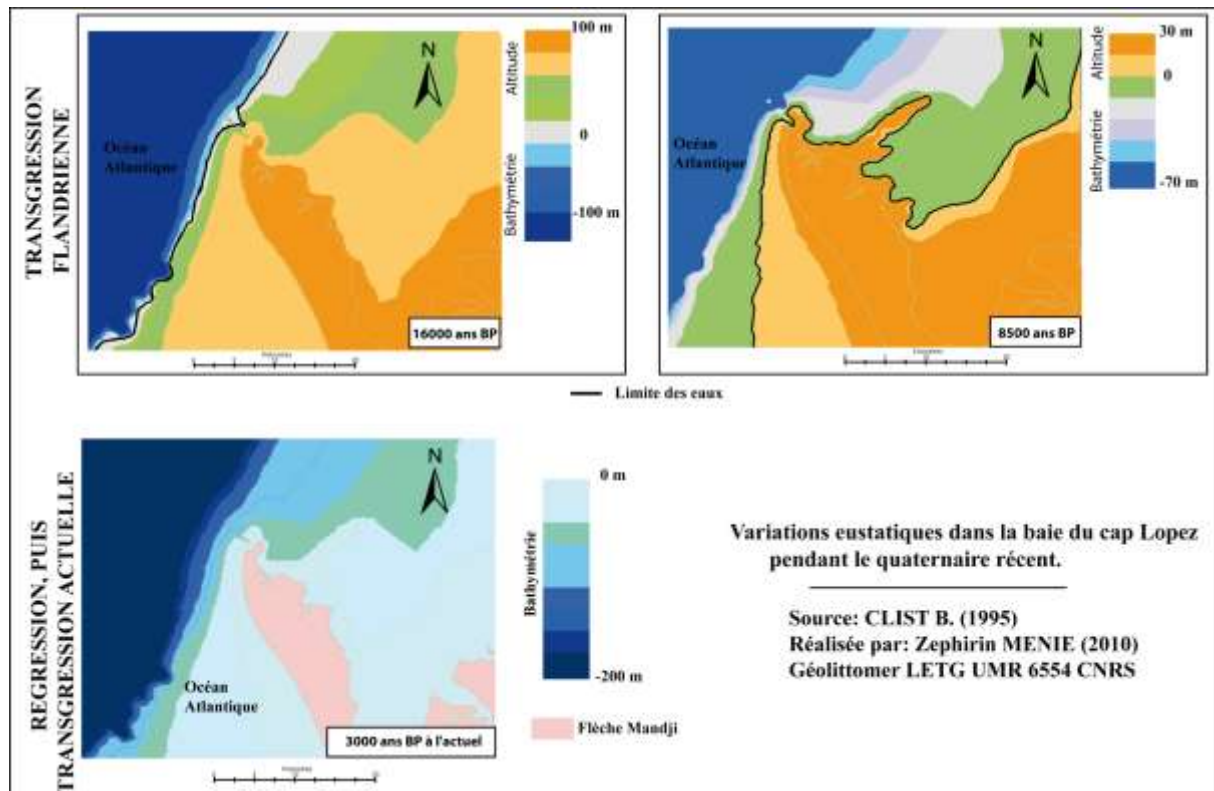 TRANSGRESSION
FLANDRIENNE
Océan
Atlantique
N
16000 ans BP
100 m
Altitude
0
Bathymétrie
-100 m
Océan
Atlantique
N
8500 ans BP
30 m
Altitude
0
Bathymétrie
-70 m
Limite des eaux
REGRESSION, PUIS
TRANSGRESSION ACTUELLE
N
Océan
Atlantique
3000 ans BP à l'actuel
0 m
Bathymétrie
-200 m
Flèche Mandji
Variations eustatiques dans la baie du cap Lopez
pendant le quaternaire récent.
Source: CLIST B. (1995)
Réalisée par: Zephirin MENIE (2010)
Géolittomer LETG UMR 6554 CNRS